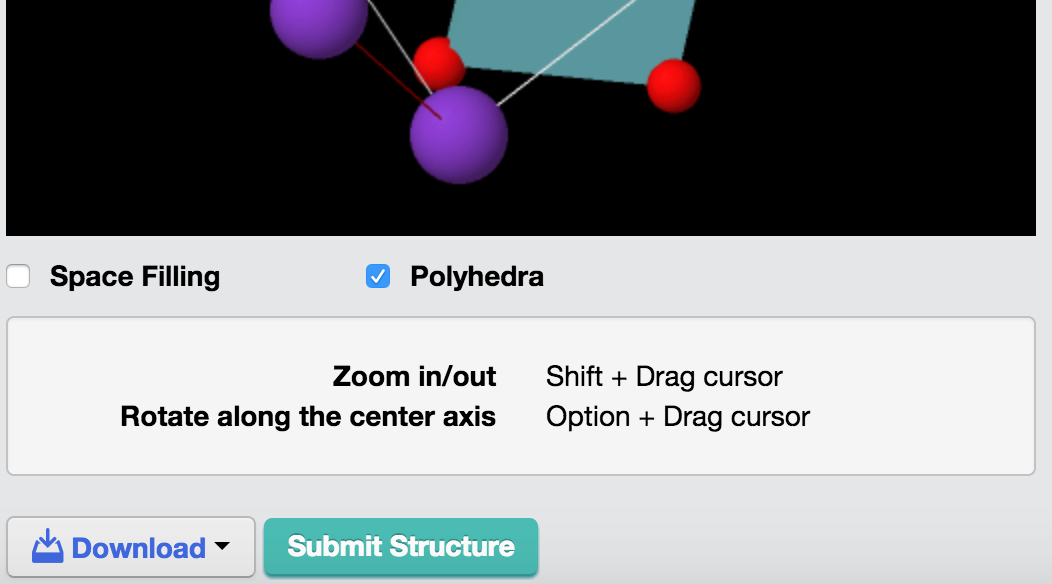 Space Filling Polyhedra
Zoom in/out Shift + Drag cursor
Rotate along the center axis Option + Drag cursor
Download Submit Structure